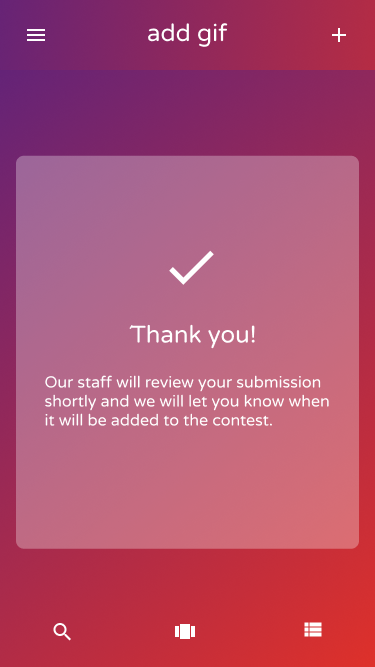 add gif
Thank you!
Our staff will review your submission
shortly and we will let you know when
it will be added to the contest.